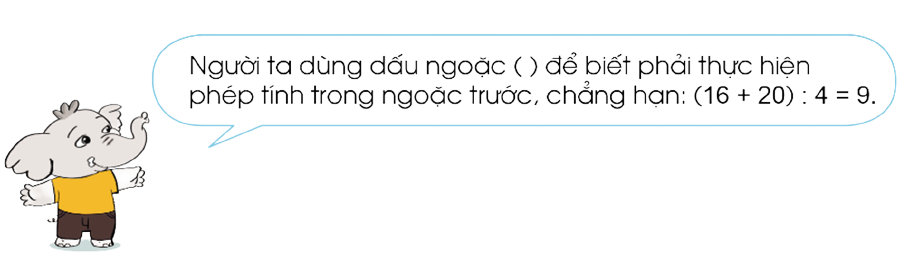 Người ta dùng dấu ngoặc ( ) để biết phải thực hiện
phép tính trong ngoặc trước, chẳng hạn: (16 + 20) : 4 = 9.